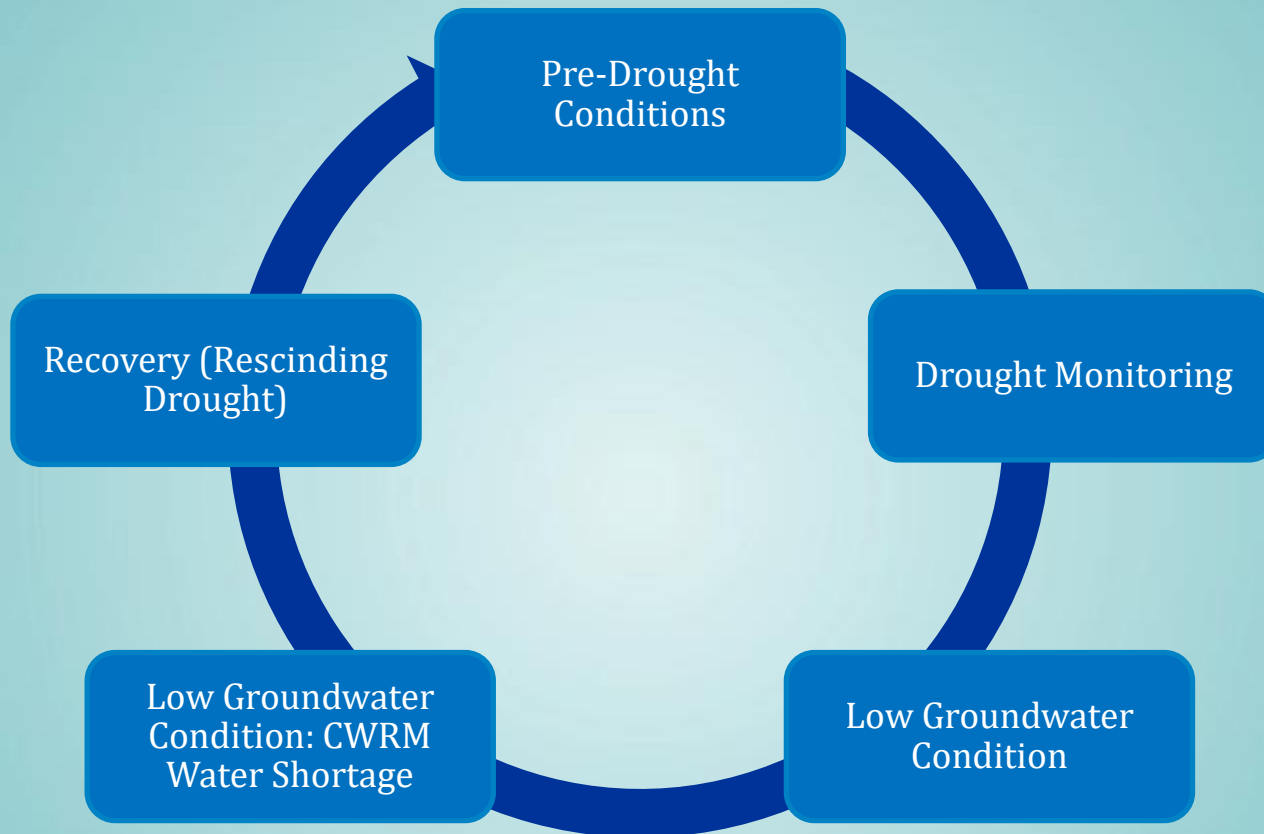 Pre-Drought
Conditions
Drought Monitoring
Low Groundwater
Condition
Low Groundwater
Condition: CWRM
Water Shortage
Recovery (Rescinding
Drought)